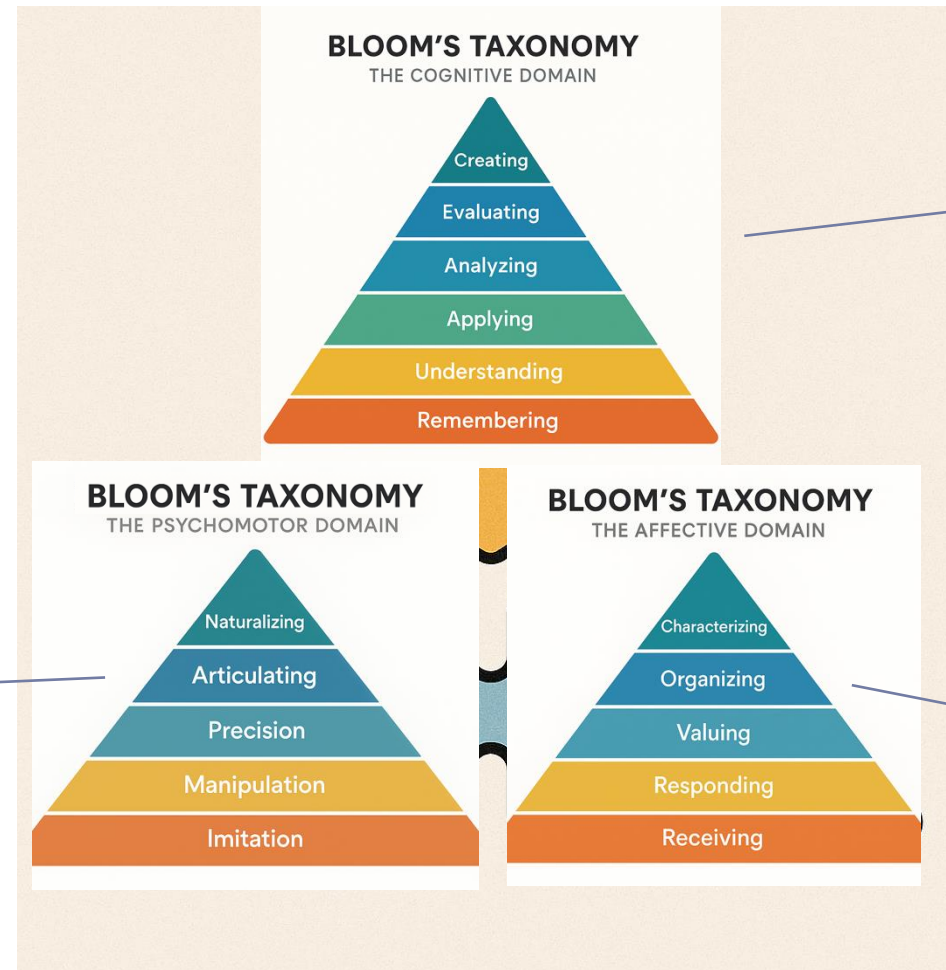 BLOOM'S TAXONOMY
THE COGNITIVE DOMAIN
Creating
Evaluating
Analyzing
Applying
Understanding
Remembering
BLOOM'S TAXONOMY
THE PSYCHOMOTOR DOMAIN
Naturalizing
Articulating
Precision
Manipulation
Imitation
BLOOM'S TAXONOMY
THE AFFECTIVE DOMAIN
Characterizing
Organizing
Valuing
Responding
Receiving